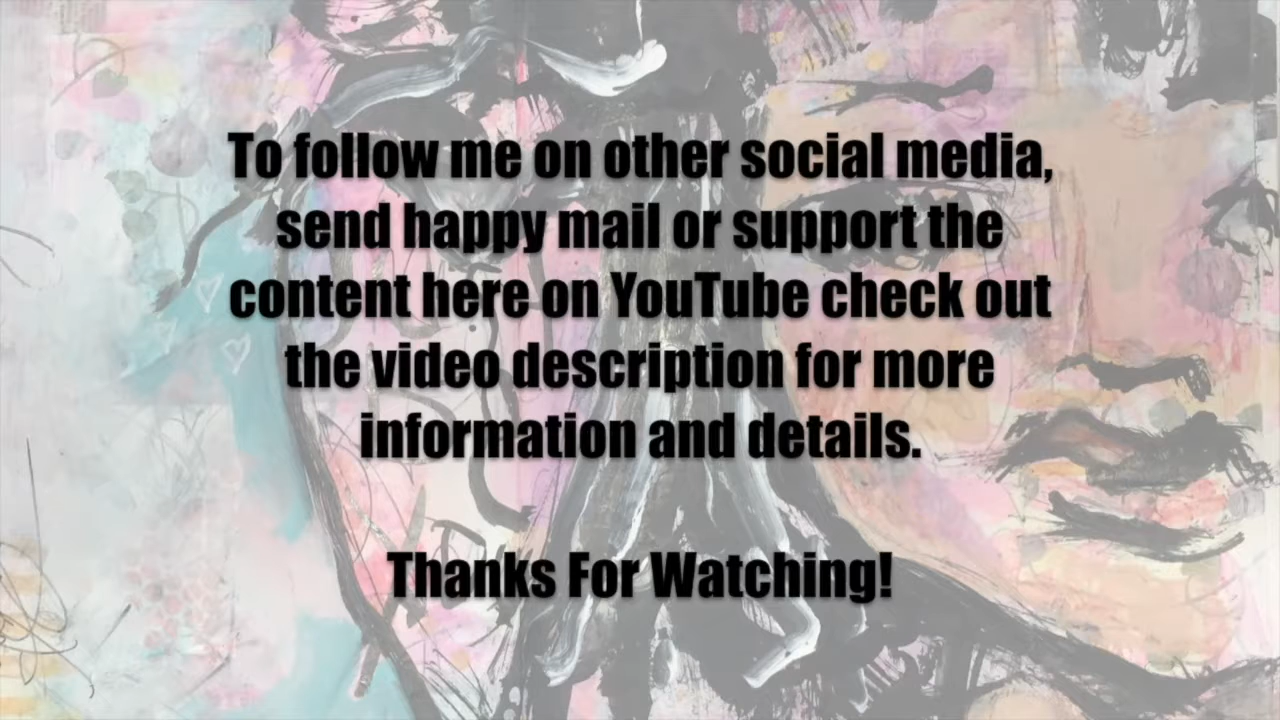 To follow me on other social media,
send happy mail or support the
content here on YouTube check out
the video description for more
information and details.
Thanks For Watching!